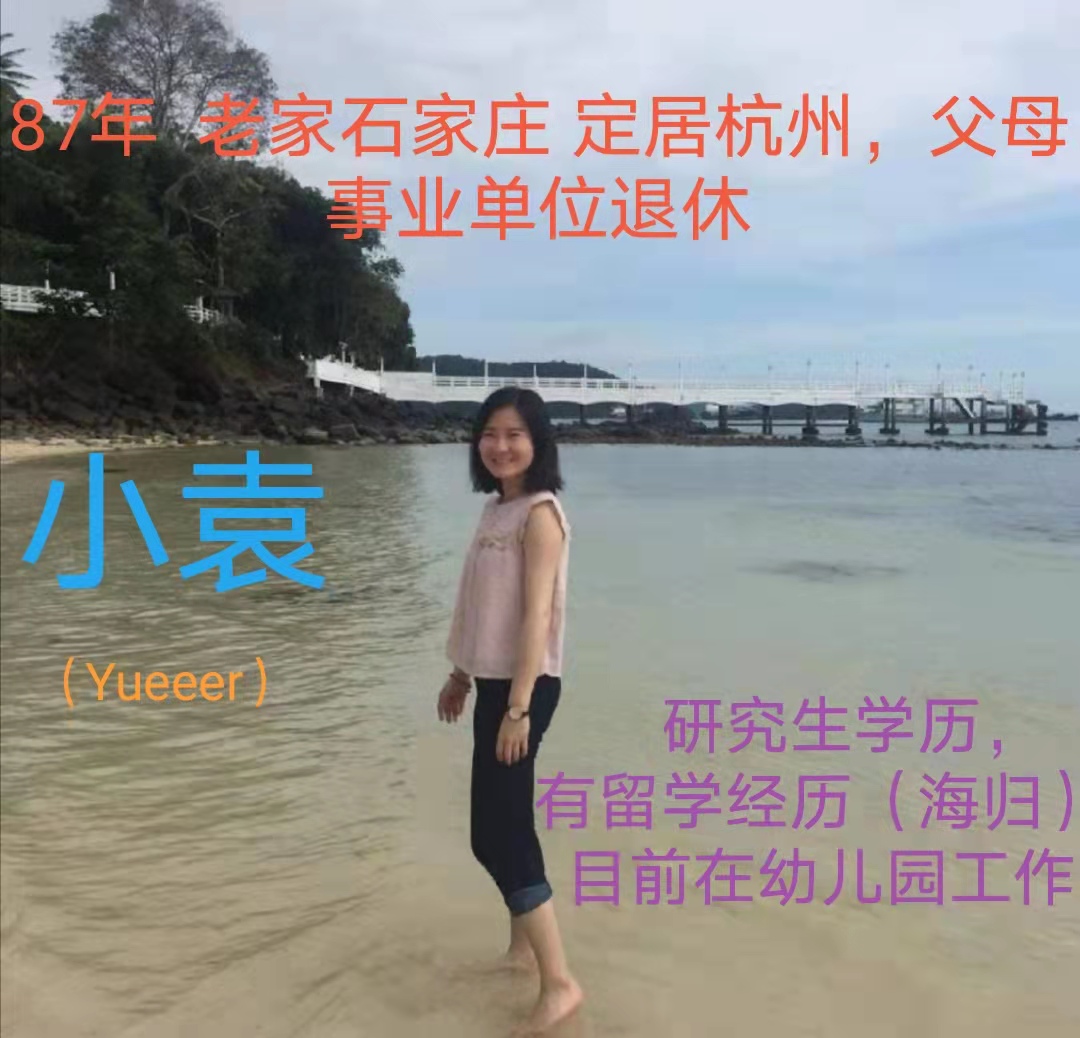 87年 老家石家庄 定居杭州，父母
事业单位退休
小袁
（Yueeer）
研究生学历，
有留学经历（海归）
目前在幼儿园工作